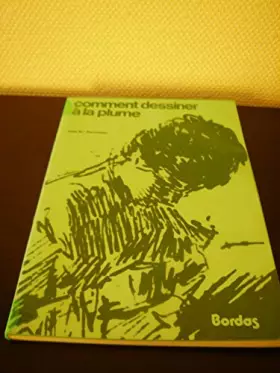 comment dessiner
à la plume
Bordas